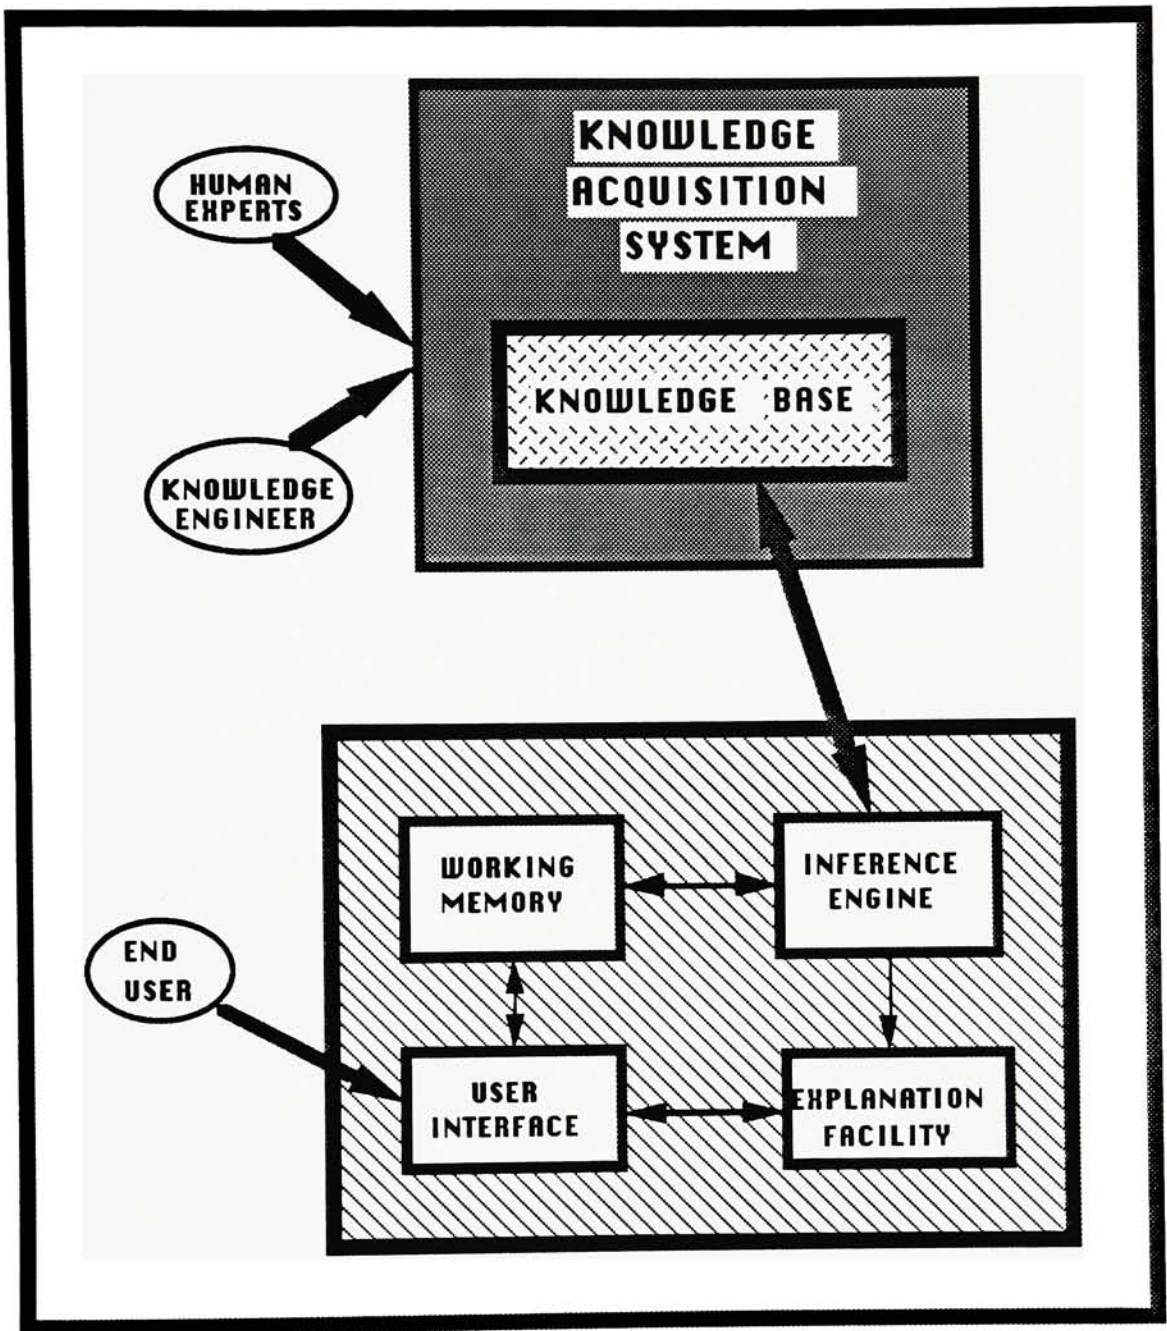 KNOWLEDGE
ACQUISITION
SYSTEM
HUMAN
EXPERTS
KNOWLEDGE BASE
KNOWLEDGE
ENGINEER
WORKING
MEMORY
INFERENCE
ENGINE
END
USER
USER
INTERFACE
EXPLANATION
FACILITY